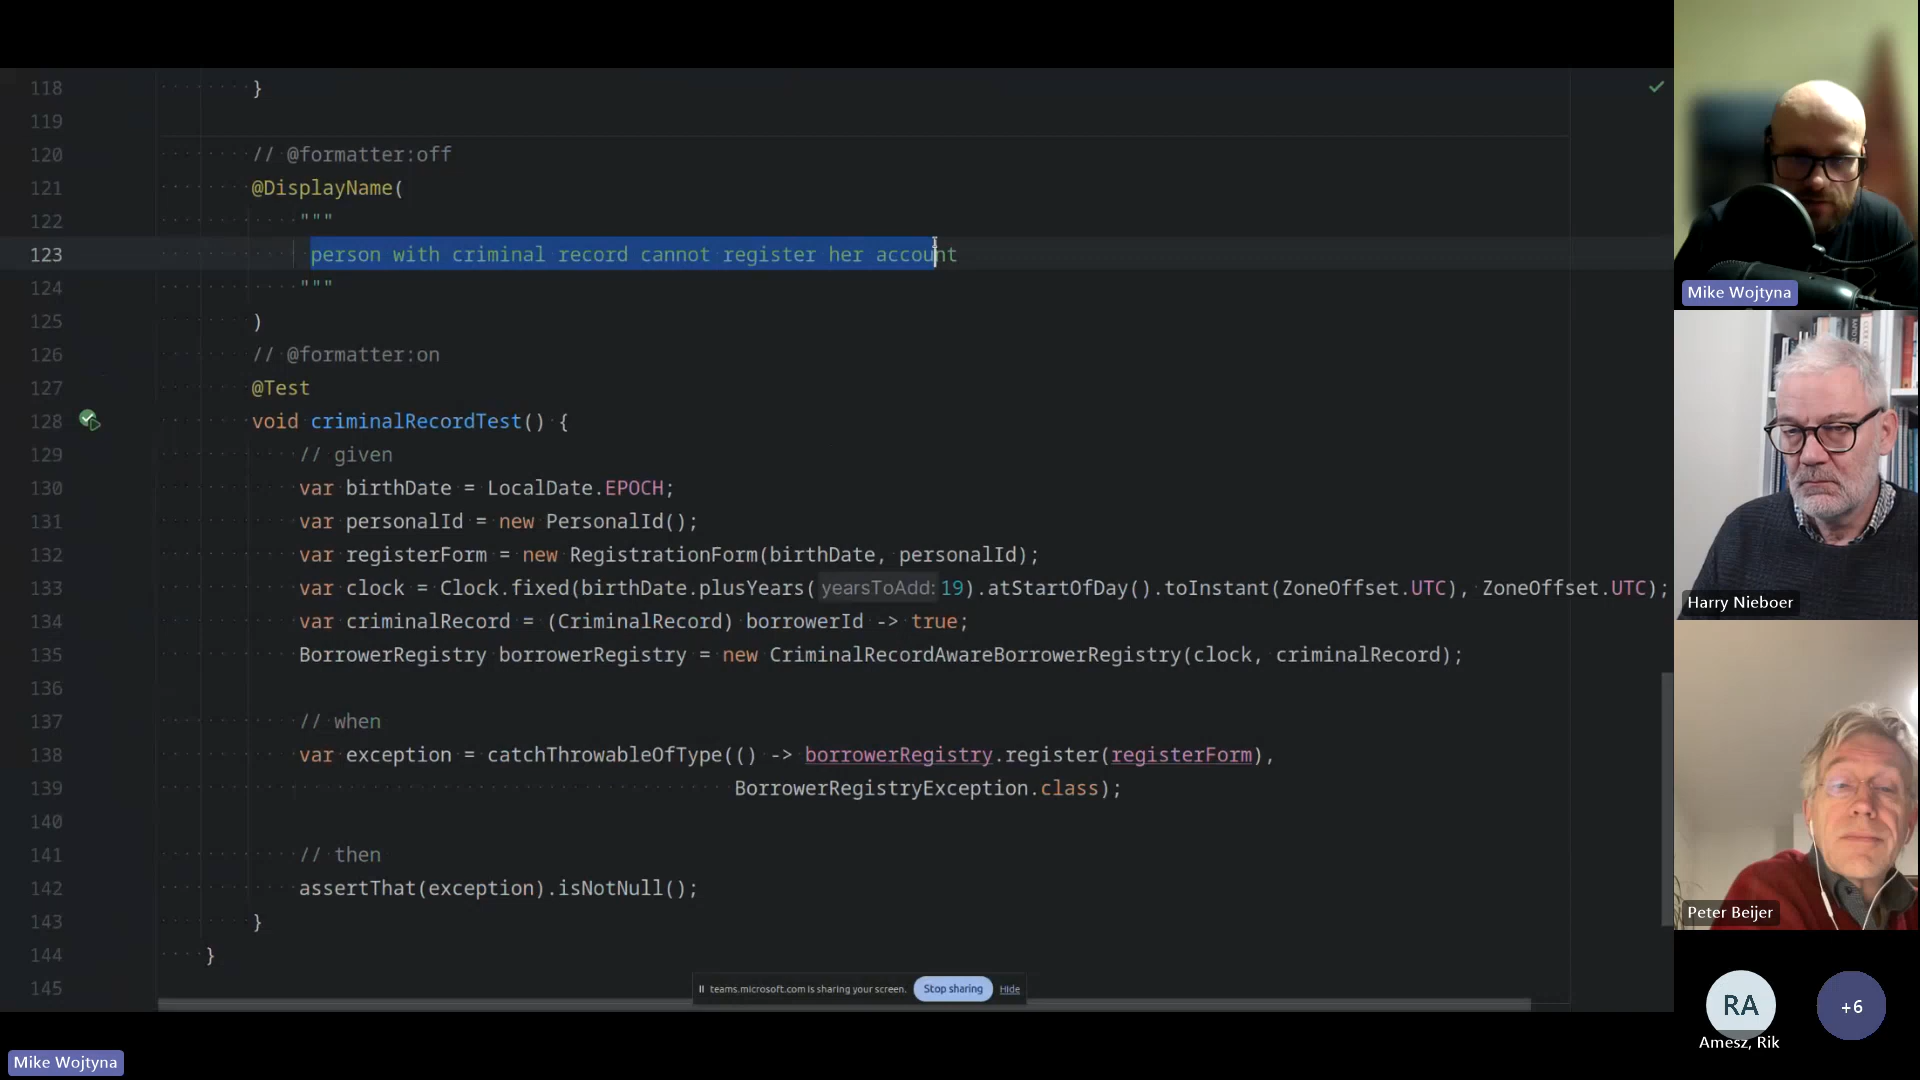 118 }
119
120 // @formatter:off
121 @DisplayName(
122 """
123 person with criminal record cannot register her account
124 """
125 )
126 // @formatter:on
127 @Test
128 void criminalRecordTest() {
129 // given
130 var birthDate = LocalDate.EPOCH;
131 var personalId = new PersonalId();
132 var registerForm = new RegistrationForm(birthDate, personalId);
133 var clock = Clock.fixed(birthDate.plusYears( yearsToAdd: 19).atStartOfDay().toInstant(ZoneOffset.UTC), ZoneOffset.UTC);
134 var criminalRecord = (CriminalRecord) borrowerId -> true;
135 BorrowerRegistry borrowerRegistry = new CriminalRecordAwareBorrowerRegistry(clock, criminalRecord);
136
137 // when
138 var exception = catchThrowableOfType(() -> borrowerRegistry.register(registerForm),
139 BorrowerRegistryException.class);
140
141 // then
142 assertThat(exception).isNotNull();
143 }
144 }
145
teams.microsoft.com is sharing your screen. Stop sharing Hide
Mike Wojtyna
Mike Wojtyna
Harry Nieboer
Peter Beijer
RA
Amesz, Rik
+6